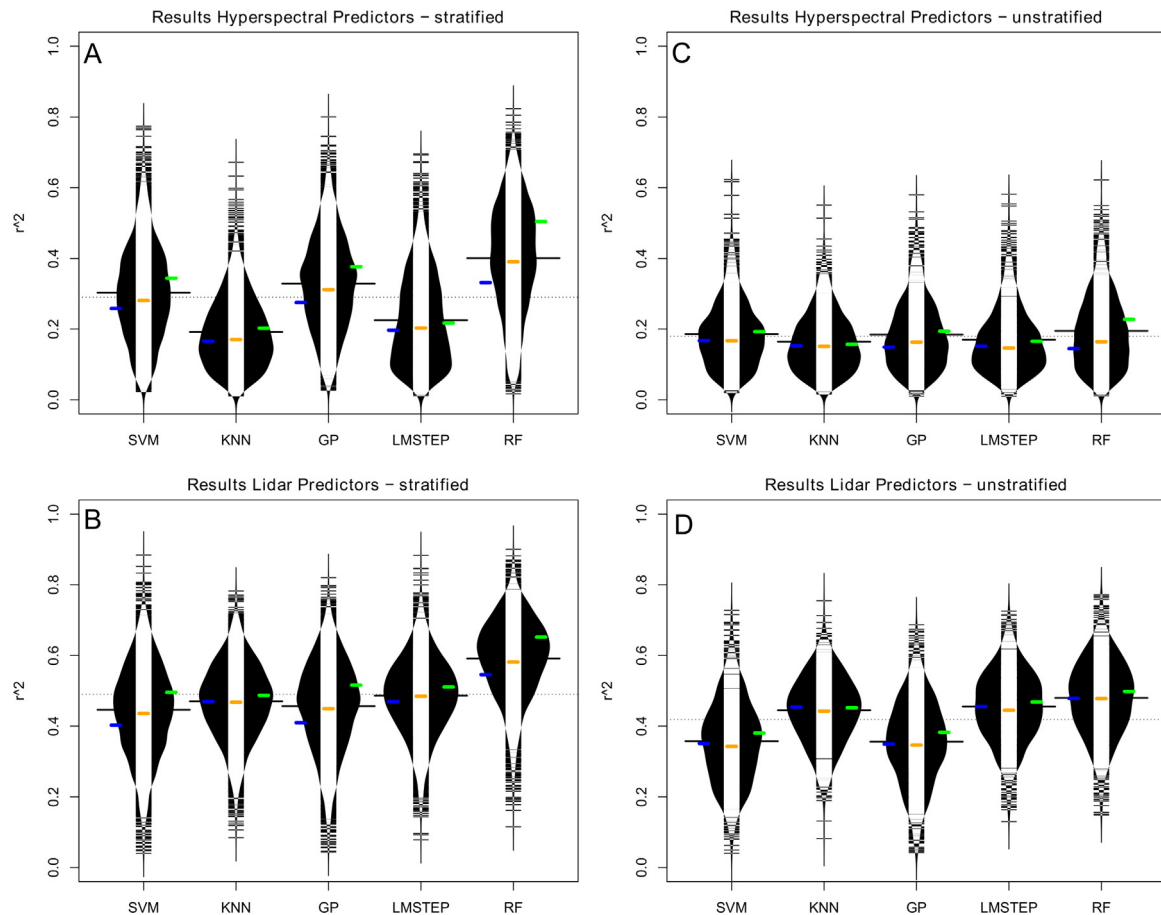 Results Hyperspectral Predictors – stratified
A
1.0
0.8
0.6
0.4
0.2
0.0
r^2
SVM KNN GP LMSTEP RF
Results Hyperspectral Predictors – unstratified
C
1.0
0.8
0.6
0.4
0.2
0.0
r^2
SVM KNN GP LMSTEP RF
Results Lidar Predictors – stratified
B
1.0
0.8
0.6
0.4
0.2
0.0
r^2
SVM KNN GP LMSTEP RF
Results Lidar Predictors – unstratified
D
1.0
0.8
0.6
0.4
0.2
0.0
r^2
SVM KNN GP LMSTEP RF